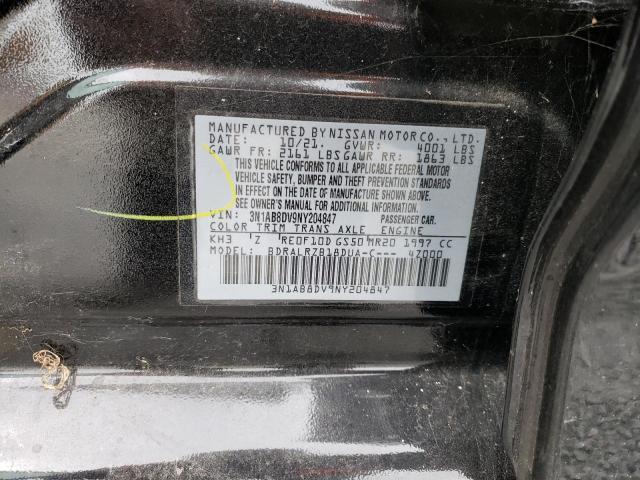 MANUFACTURED BY NISSAN MOTOR CO., LTD.
DATE: 10/21. GVWR: 4001 LBS
GAWR FR: 2161 LBS GAWR RR: 1863 LBS
THIS VEHICLE CONFORMS TO ALL APPLICABLE FEDERAL MOTOR
VEHICLE SAFETY, BUMPER AND THEFT PREVENTION STANDARDS
IN EFFECT ON THE DATE OF MANUFACTURE SHOWN ABOVE.
SEE OWNER'S MANUAL FOR ADDITIONAL INFORMATION.
VIN: 3N1AB8DV9NY204847 PASSENGER CAR.
COLOR TRIM TRANS AXLE ENGINE
KH3 Z RE0F10D GS50 MR20 1997 CC
MODEL: BDRALRZB18DUA-C--- 4Z000
3N1AB8DV9NY204847